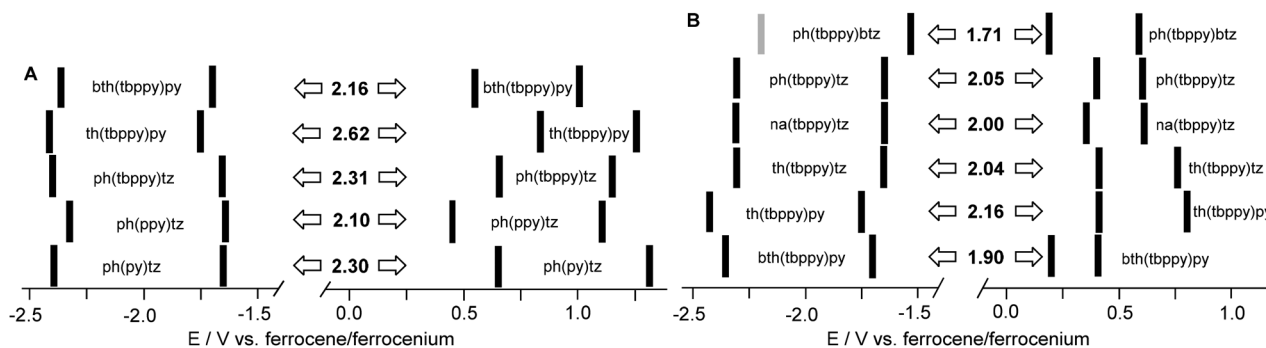 A
bth(tbppy)py 2.16 bth(tbppy)py
th(tbppy)py 2.62 th(tbppy)py
ph(tbppy)tz 2.31 ph(tbppy)tz
ph(ppy)tz 2.10 ph(ppy)tz
ph(py)tz 2.30 ph(py)tz
-2.5 -2.0 -1.5 0.0 0.5 1.0
E / V vs. ferrocene/ferrocenium
B
ph(tbppy)btz 1.71 ph(tbppy)btz
ph(tbppy)tz 2.05 ph(tbppy)tz
na(tbppy)tz 2.00 na(tbppy)tz
th(tbppy)tz 2.04 th(tbppy)tz
th(tbppy)py 2.16 th(tbppy)py
bth(tbppy)py 1.90 bth(tbppy)py
-2.5 -2.0 -1.5 0.0 0.5 1.0
E / V vs. ferrocene/ferrocenium